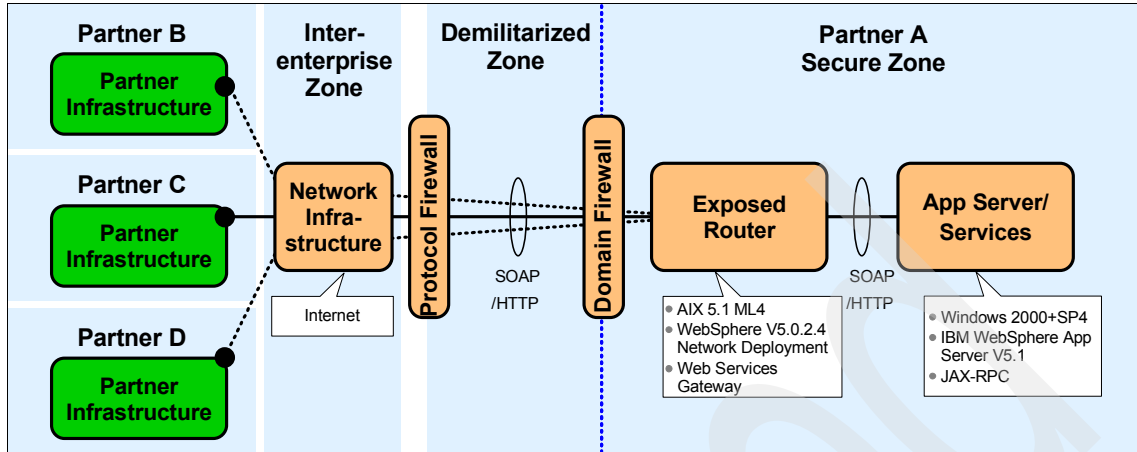 Partner B
Partner
Infrastructure
Partner C
Partner
Infrastructure
Partner D
Partner
Infrastructure
Inter-
enterprise
Zone
Network
Infra-
structure
Internet
Demilitarized
Zone
Protocol Firewall
SOAP
/HTTP
Domain Firewall
Partner A
Secure Zone
Exposed
Router
AIX 5.1 ML4
WebSphere V5.0.2.4
Network Deployment
Web Services
Gateway
SOAP
/HTTP
App Server/
Services
Windows 2000+SP4
IBM WebSphere App
Server V5.1
JAX-RPC